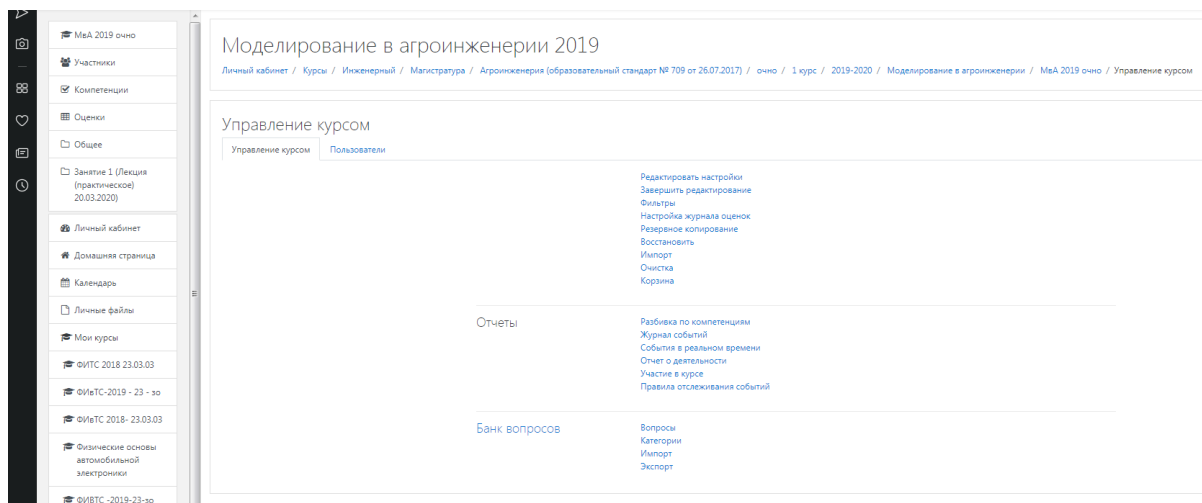 МвА 2019 очно
Участники
Компетенции
Оценки
Общее
Занятие 1 (Лекция
(практическое)
20.03.2020)
Личный кабинет
Домашняя страница
Календарь
Личные файлы
Мои курсы
ФИТС 2018 23.03.03
ФИвТС-2019 - 23 - зо
ФИвТС 2018- 23.03.03
Физические основы
автомобильной
электроники
ФИВТС -2019-23-зо
Моделирование в агроинженерии 2019
Личный кабинет / Курсы / Инженерный / Магистратура / Агроинженерия (образовательный стандарт № 709 от 26.07.2017) / очно / 1 курс / 2019-2020 / Моделирование в агроинженерии / МвА 2019 очно / Управление курсом
Управление курсом
Управление курсом Пользователи
Редактировать настройки
Завершить редактирование
Фильтры
Настройка журнала оценок
Резервное копирование
Восстановить
Импорт
Очистка
Корзина
Отчеты
Разбивка по компетенциям
Журнал событий
События в реальном времени
Отчет о деятельности
Участие в курсе
Правила отслеживания событий
Банк вопросов
Вопросы
Категории
Импорт
Экспорт